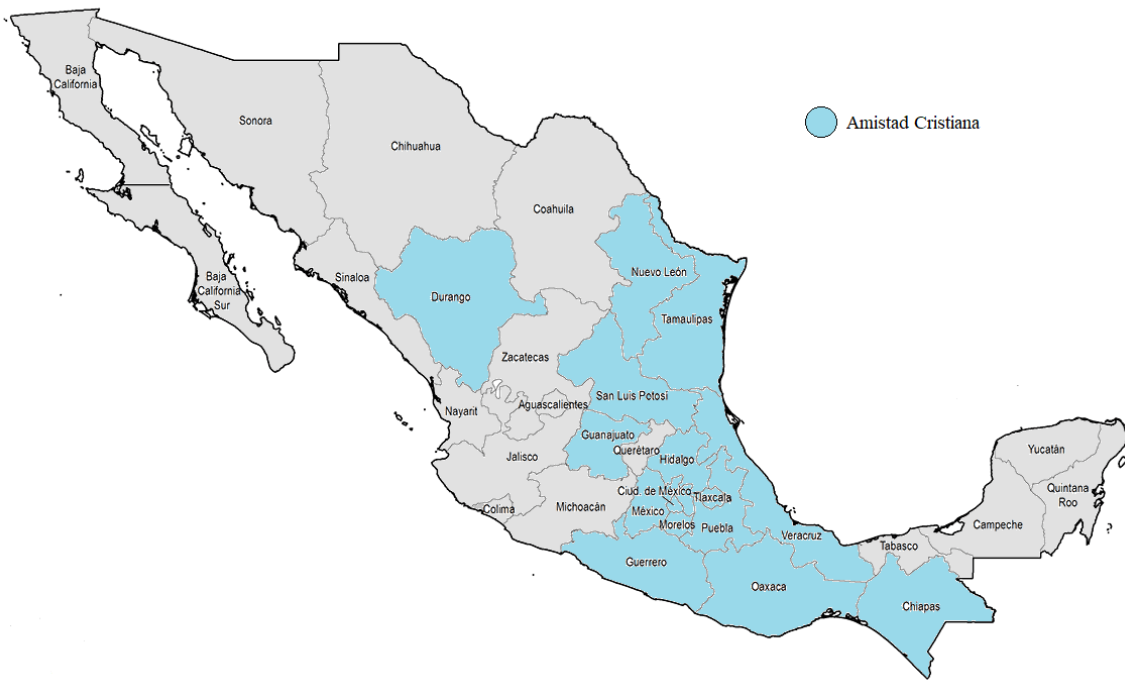 Baja
California
Sonora
Chihuahua
Amistad Cristiana
Coahuila
Baja
California
Sur
Sinaloa
Durango
Nuevo León
Tamaulipas
Zacatecas
San Luis Potosí
Nayarit
Aguascalientes
Guanajuato
Querétaro
Jalisco
Hidalgo
Yucatán
Quintana
Roo
Colima
Michoacán
Ciud. de México
Tlaxcala
México
Morelos
Puebla
Veracruz
Campeche
Tabasco
Guerrero
Oaxaca
Chiapas